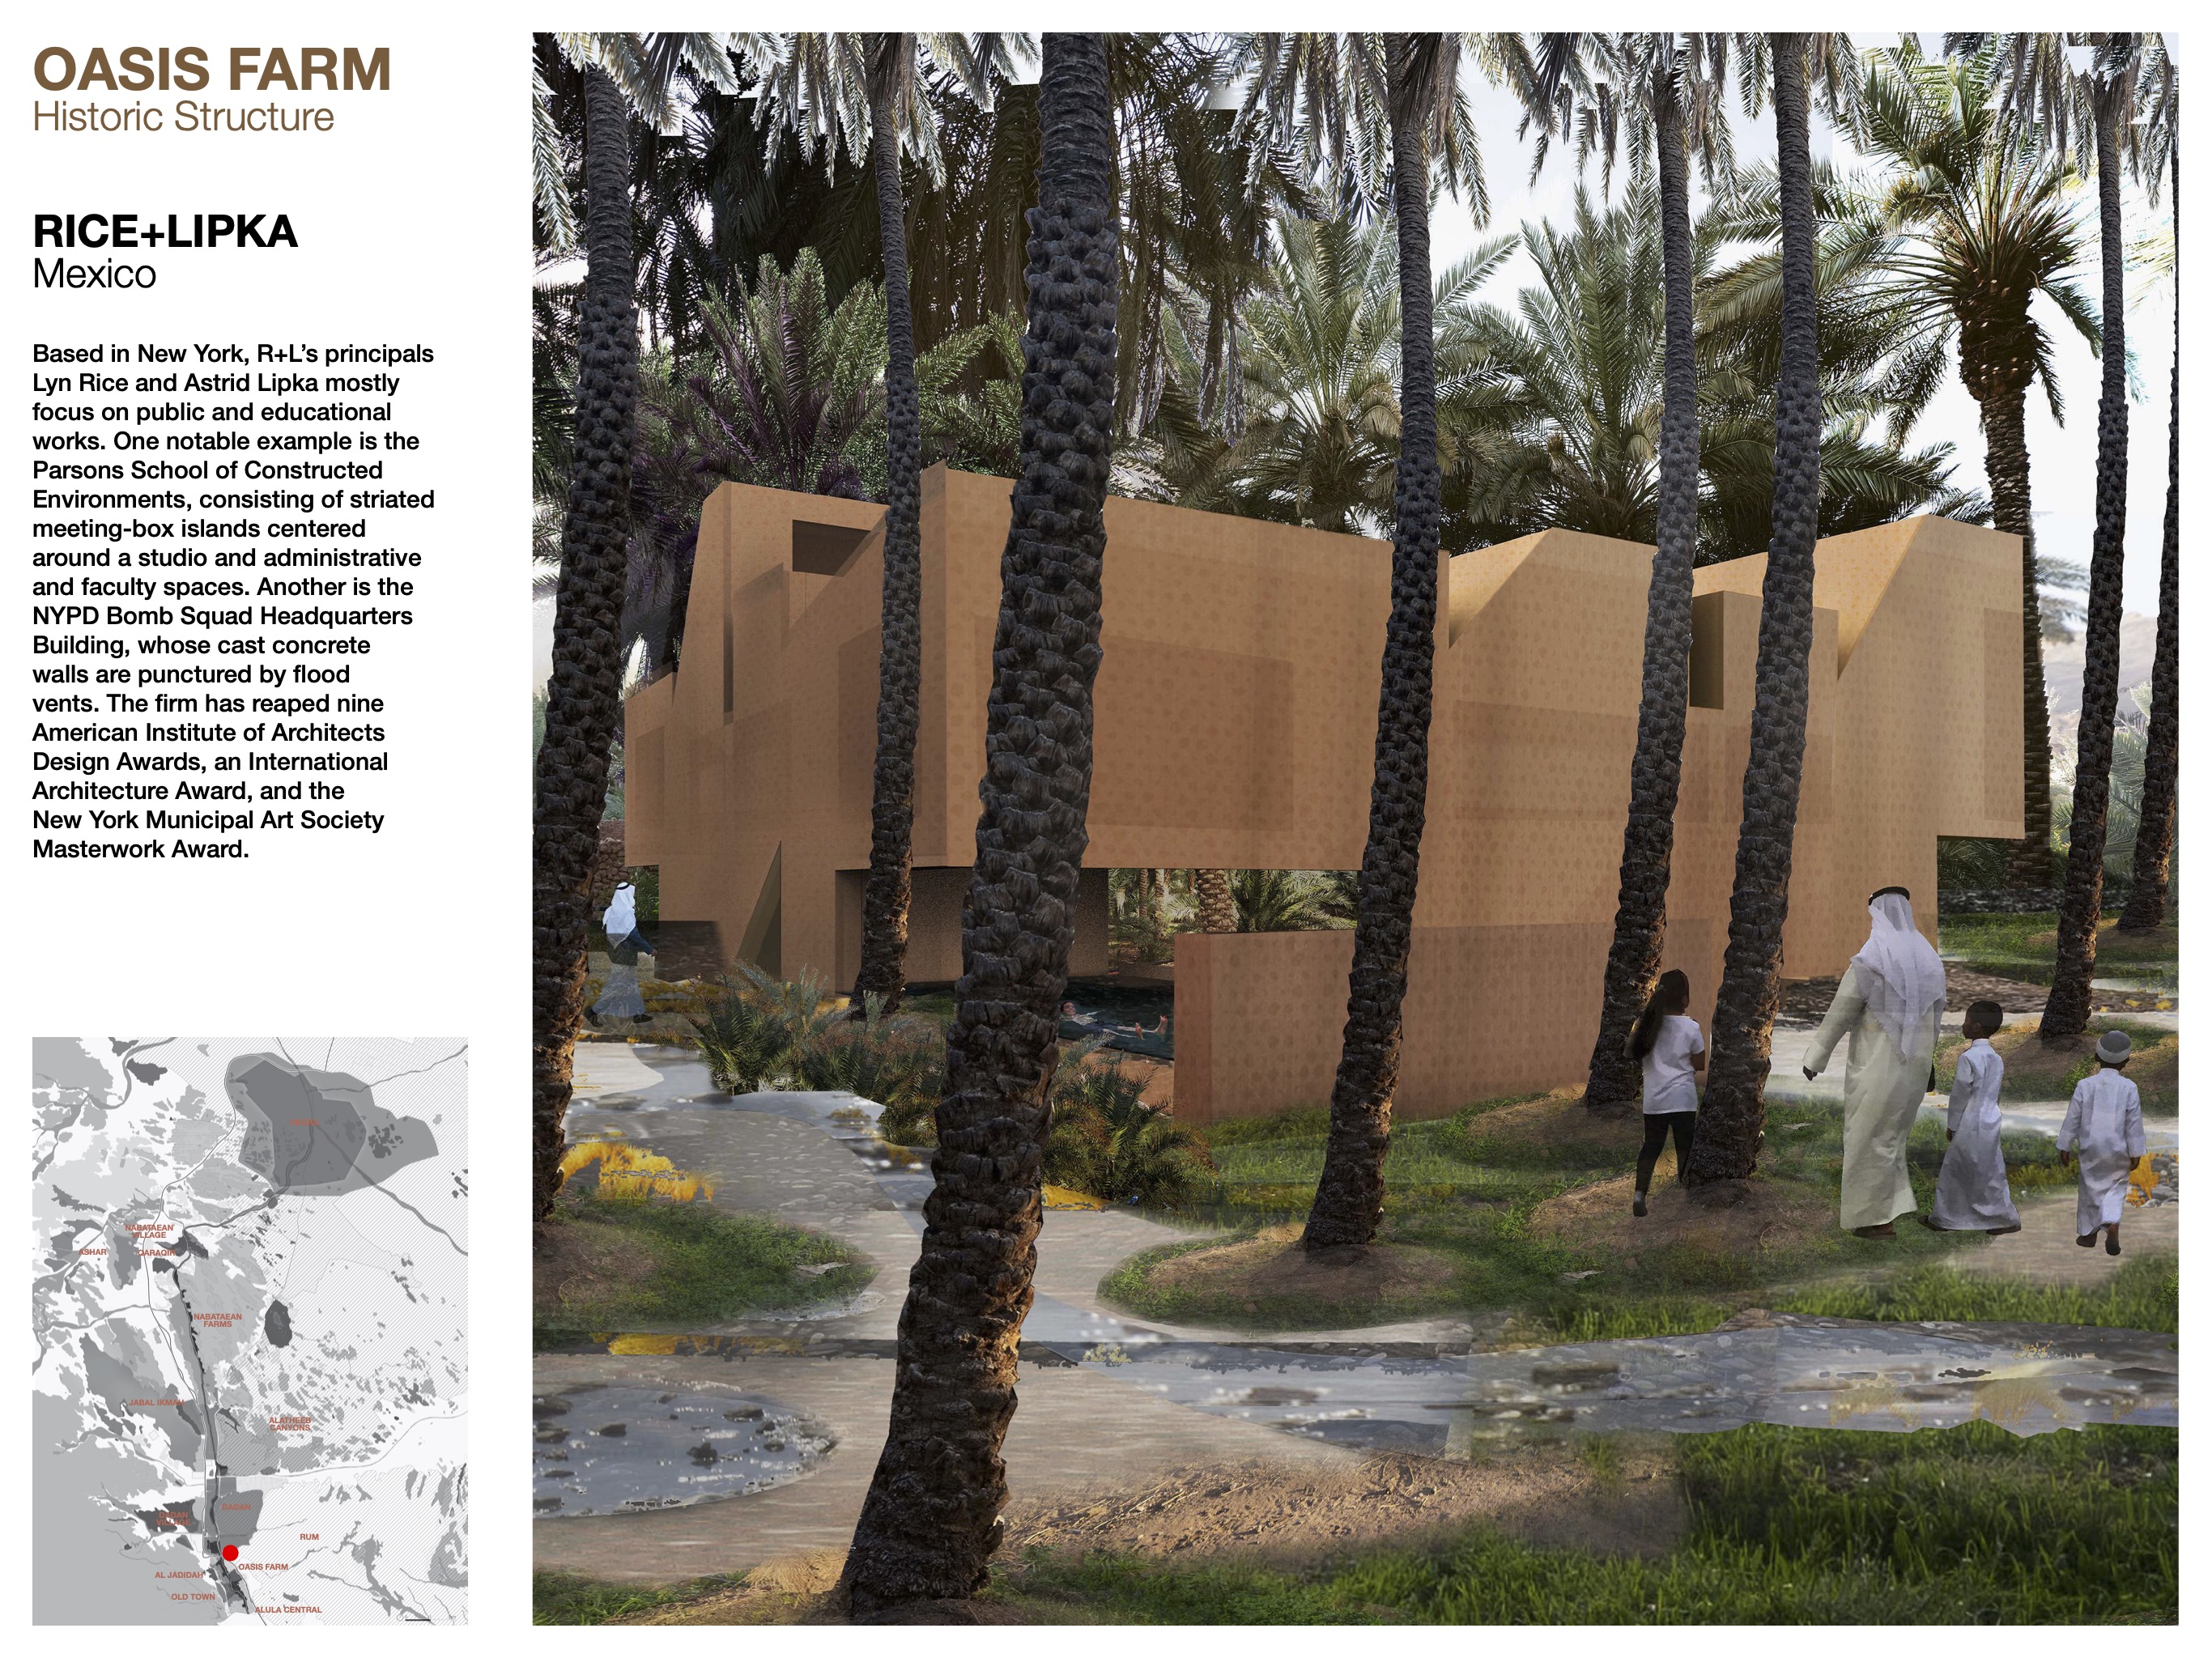 OASIS FARM
Historic Structure
RICE+LIPKA
Mexico
Based in New York, R+L’s principals
Lyn Rice and Astrid Lipka mostly
focus on public and educational
works. One notable example is the
Parsons School of Constructed
Environments, consisting of striated
meeting-box islands centered
around a studio and administrative
and faculty spaces. Another is the
NYPD Bomb Squad Headquarters
Building, whose cast concrete
walls are punctured by flood
vents. The firm has reaped nine
American Institute of Architects
Design Awards, an International
Architecture Award, and the
New York Municipal Art Society
Masterwork Award.
NABATAEAN
VILLAGE
ASHAR
QARAQIR
NABATAEAN
FARMS
JABAL IKMAH
ALATHEEB
CANYONS
DADAN
RUM
OASIS FARM
AL JADIDAH
OLD TOWN
ALULA CENTRAL